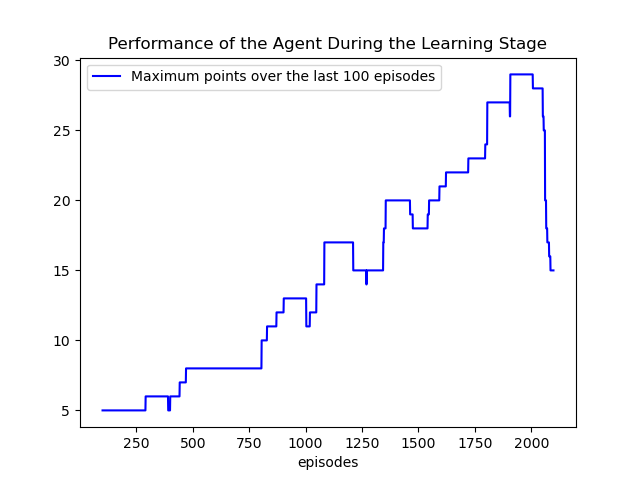 Performance of the Agent During the Learning Stage
Maximum points over the last 100 episodes
30
25
20
15
10
5
250 500 750 1000 1250 1500 1750 2000
episodes